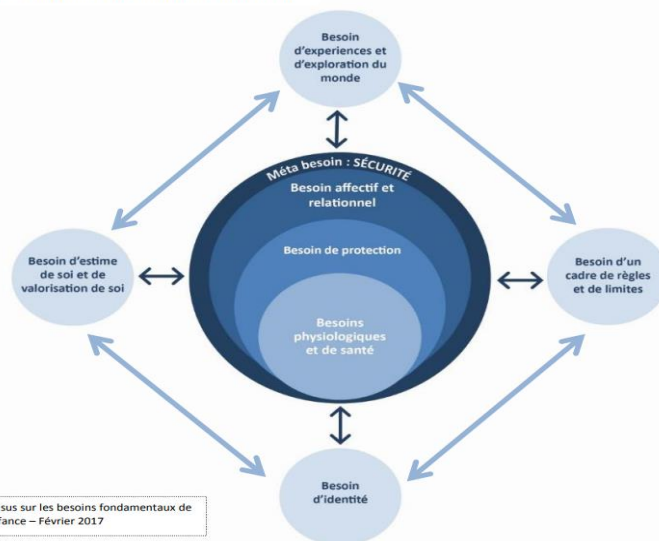 Besoin
d'experiences et
d'exploration du
monde
Méta besoin : SÉCURITÉ
Besoin affectif et
relationnel
Besoin de protection
Besoins
physiologiques
et de santé
Besoin d'estime
de soi et de
valorisation de soi
Besoin d'un
cadre de règles
et de limites
Besoin
d'identité
sus sur les besoins fondamentaux de
fance – Février 2017